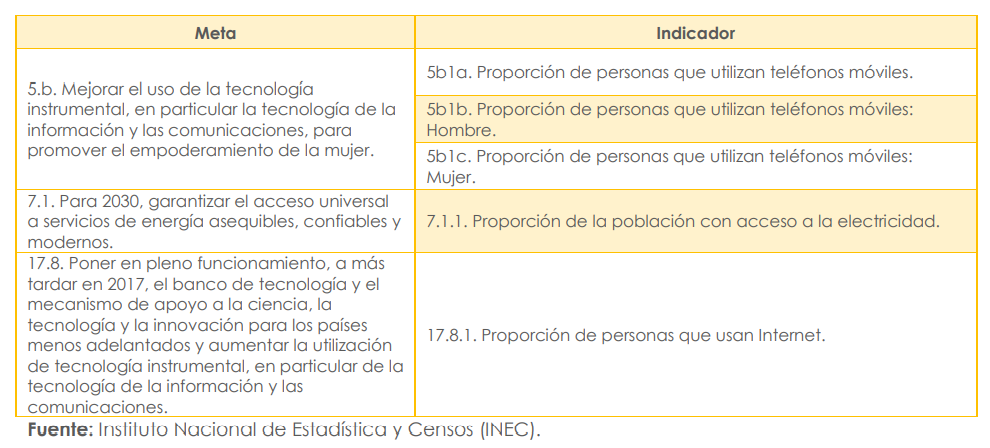 Meta
Indicador
5.b. Mejorar el uso de la tecnología
instrumental, en particular la tecnología de la
información y las comunicaciones, para
promover el empoderamiento de la mujer.
5b1a. Proporción de personas que utilizan teléfonos móviles.
5b1b. Proporción de personas que utilizan teléfonos móviles:
Hombre.
5b1c. Proporción de personas que utilizan teléfonos móviles:
Mujer.
7.1. Para 2030, garantizar el acceso universal
a servicios de energía asequibles, confiables y
modernos.
7.1.1. Proporción de la población con acceso a la electricidad.
17.8. Poner en pleno funcionamiento, a más
tardar en 2017, el banco de tecnología y el
mecanismo de apoyo a la ciencia, la
tecnología y la innovación para los países
menos adelantados y aumentar la utilización
de tecnología instrumental, en particular de la
tecnología de la información y las
comunicaciones.
17.8.1. Proporción de personas que usan Internet.
Fuente: Instituto Nacional de Estadística y Censos (INEC).